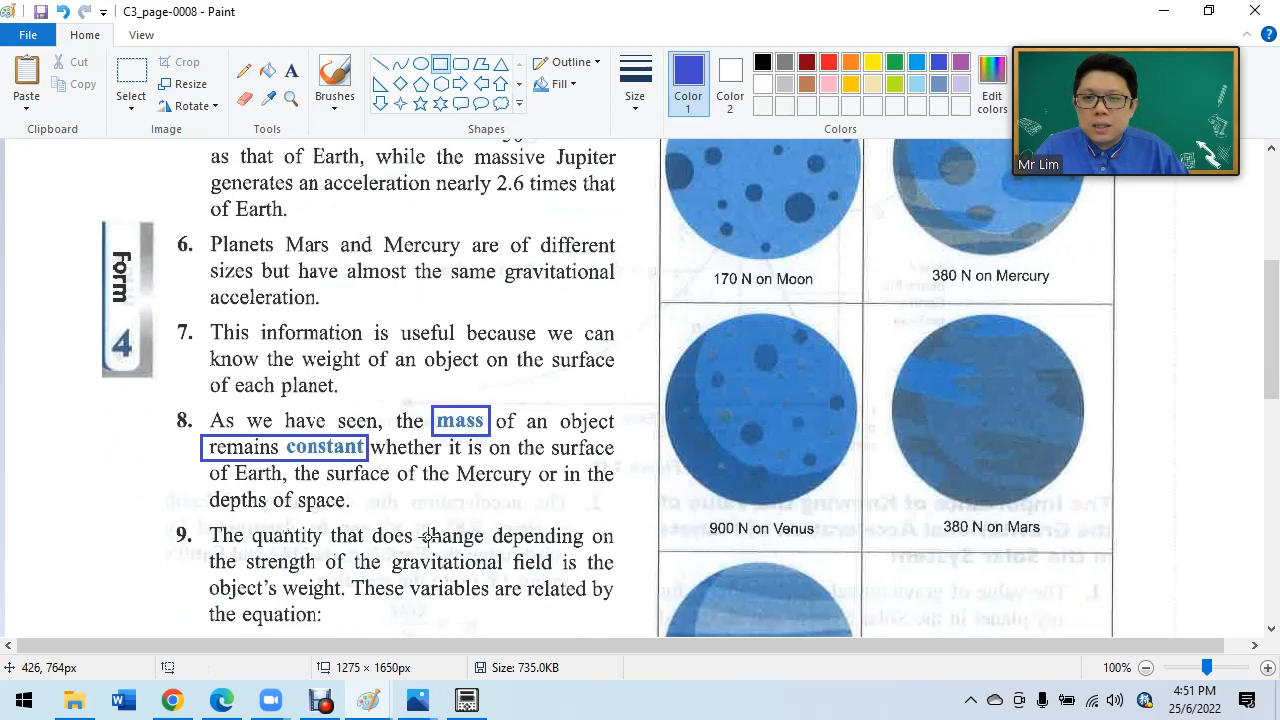 C3_page-0008 - Paint
File
Home
View
Paste
Cut
Copy
Clipboard
Select
Crop
Resize
Rotate
Image
Tools
Brushes
Shapes
Outline
Fill
Size
Color 1
Color 2
Colors
Edit colors
Mr Lim
as that of Earth, while the massive Jupiter
generates an acceleration nearly 2.6 times that
of Earth.
6. Planets Mars and Mercury are of different
sizes but have almost the same gravitational
acceleration.
7. This information is useful because we can
know the weight of an object on the surface
of each planet.
8. As we have seen, the mass of an object
remains constant whether it is on the surface
of Earth, the surface of the Mercury or in the
depths of space.
9. The quantity that does change depending on
the strength of the gravitational field is the
object's weight. These variables are related by
the equation:
Form
4
170 N on Moon
380 N on Mercury
900 N on Venus
380 N on Mars
426, 764px
1275 × 1650px
Size: 735.0KB
100%
4:51 PM
25/6/2022